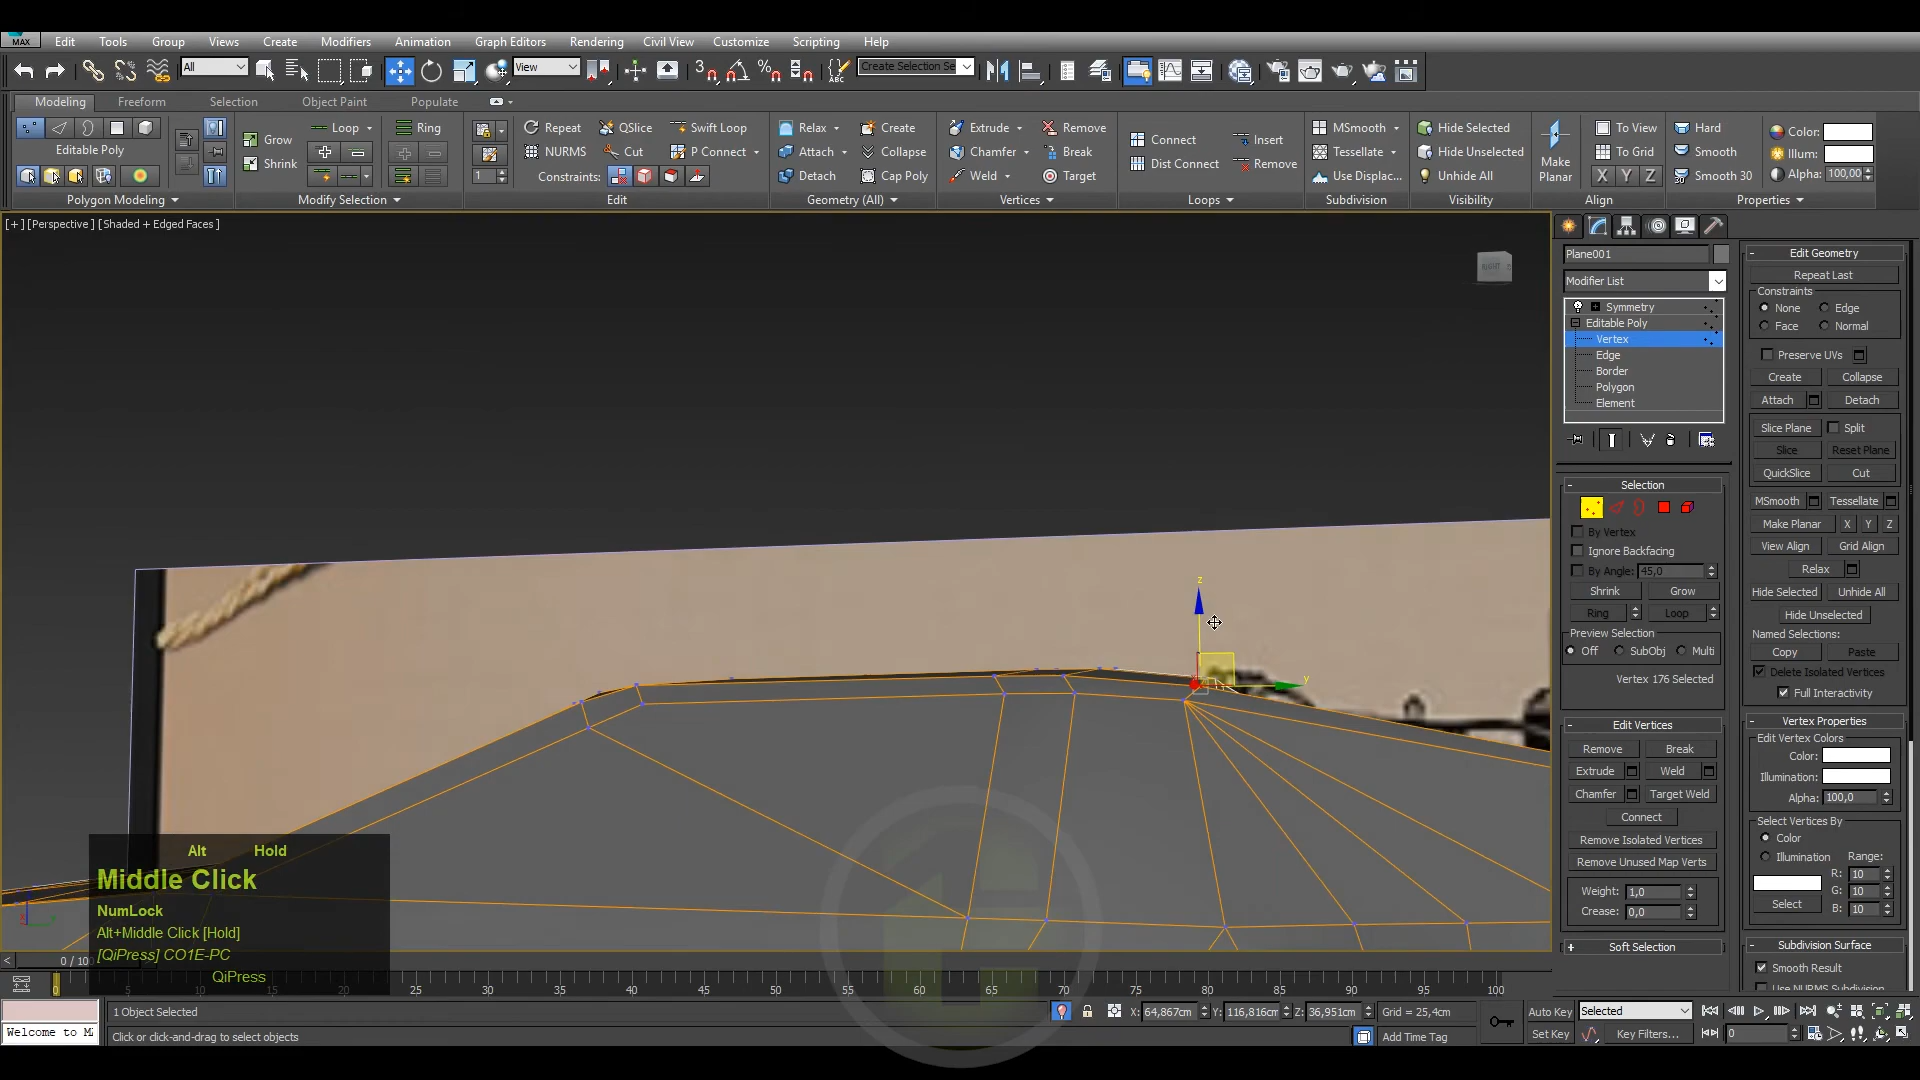 MAX
Edit Tools Group Views Create Modifiers Animation Graph Editors Rendering Civil View Customize Scripting Help
All View Create Selection Se
Modeling Freeform Selection Object Paint Populate
Editable Poly
Polygon Modeling
Grow Loop Ring
Shrink
Modify Selection
1
Repeat QSlice Swift Loop
NURMS Cut P Connect
Constraints:
Edit
Relax Create
Attach Collapse
Detach Cap Poly
Geometry (All)
Extrude Remove
Chamfer Break
Weld Target
Vertices
Connect Insert
Dist Connect Remove
Loops
MSmooth
Tessellate
Use Displac...
Subdivision
Hide Selected
Hide Unselected
Unhide All
Visibility
Make Planar
To View
To Grid
X Y Z
Align
Hard
Smooth
Smooth 30
Color:
Illum:
Alpha: 100,00
Properties
[+] [Perspective] [Shaded + Edged Faces]
z
y
Plane001
Modifier List
Symmetry
Editable Poly
Vertex
Edge
Border
Polygon
Element
Selection
By Vertex
Ignore Backfacing
By Angle: 45,0
Shrink Grow
Ring Loop
Preview Selection
Off SubObj Multi
Vertex 176 Selected
Edit Vertices
Remove Break
Extrude Weld
Chamfer Target Weld
Connect
Remove Isolated Vertices
Remove Unused Map Verts
Weight: 1,0
Crease: 0,0
Soft Selection
Edit Geometry
Repeat Last
Constraints
None Edge
Face Normal
Preserve UVs
Create Collapse
Attach Detach
Slice Plane Split
Slice Reset Plane
QuickSlice Cut
MSmooth Tessellate
Make Planar X Y Z
View Align Grid Align
Relax
Hide Selected Unhide All
Hide Unselected
Named Selections:
Copy Paste
Delete Isolated Vertices
Full Interactivity
Vertex Properties
Edit Vertex Colors
Color:
Illumination:
Alpha: 100,0
Select Vertices By
Color
Illumination Range:
R: 10
G: 10
B: 10
Select
Subdivision Surface
Smooth Result
Use NURMS Subdivision
Alt Hold
Middle Click
NumLock
Alt+Middle Click [Hold]
[QiPress] CO1E-PC
QiPress
0 / 100
0 5 15 20 25 30 35 40 45 50 55 60 65 70 75 80 85 90 95 100
1 Object Selected
X: 64,867cm Y: 116,816cm Z: 36,951cm Grid = 25,4cm
Auto Key Selected
Welcome to M
Click or click-and-drag to select objects
Add Time Tag
Set Key Key Filters... 0